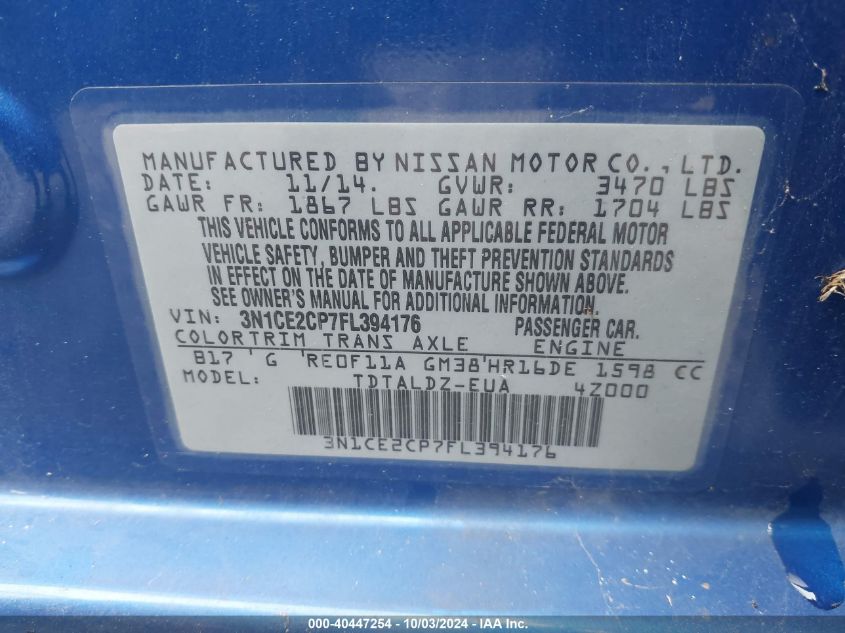 MANUFACTURED BY NISSAN MOTOR CO., LTD.
DATE: 11/14. GVWR: 3470 LBS
GAWR FR: 1867 LBS GAWR RR: 1704 LBS
THIS VEHICLE CONFORMS TO ALL APPLICABLE FEDERAL MOTOR
VEHICLE SAFETY, BUMPER AND THEFT PREVENTION STANDARDS
IN EFFECT ON THE DATE OF MANUFACTURE SHOWN ABOVE.
SEE OWNER'S MANUAL FOR ADDITIONAL INFORMATION.
VIN: 3N1CE2CP7FL394176 PASSENGER CAR.
COLORTRIM TRANS AXLE ENGINE
B17 'G 'RE0F11A GM38'HR16DE 1598 CC
MODEL: TDTALDZ-EUA 4Z000
3N1CE2CP7FL394176
000-40447254 - 10/03/2024 - IAA Inc.